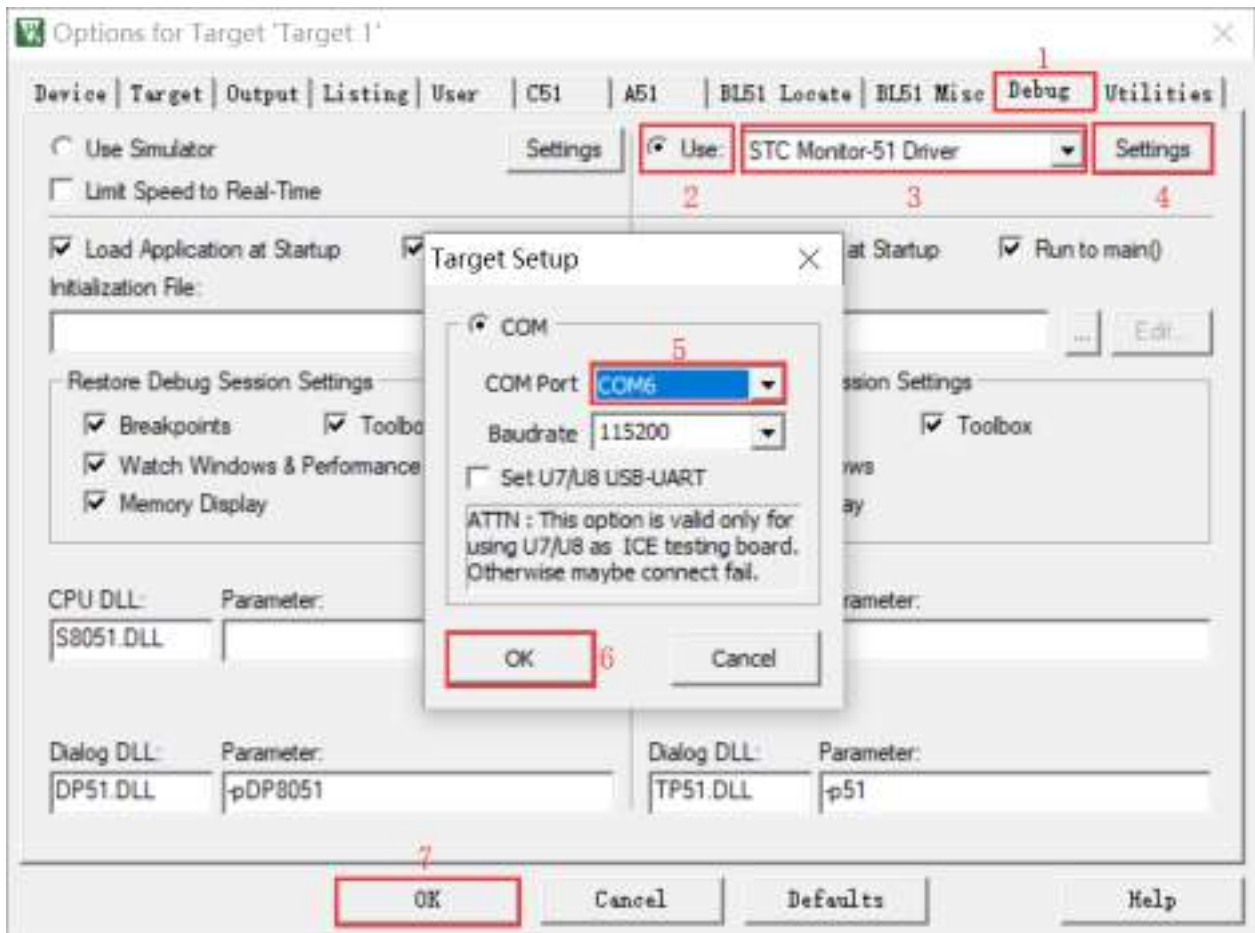 Options for Target 'Target 1'
1
Device | Target | Output | Listing | User | C51 | A51 | BL51 Locate | BL51 Misc Debug Utilities |
Use Simulator Settings Use: STC Monitor-51 Driver Settings
Limit Speed to Real-Time 2 3 4
Load Application at Startup at Startup Run to main()
Initialization File:
... Edit...
Target Setup
COM
5
COM Port COM6
Baudrate 115200
Set U7/U8 USB-UART
ATTN : This option is valid only for
using U7/U8 as ICE testing board.
Otherwise maybe connect fail.
OK 6 Cancel
Restore Debug Session Settings ssion Settings
Breakpoints Toolbo Toolbox
Watch Windows & Performance ows
Memory Display ay
CPU DLL: Parameter: rameter:
S8051.DLL
Dialog DLL: Parameter: Dialog DLL: Parameter:
DP51.DLL -pDP8051 TP51.DLL -p51
7
OK Cancel Defaults Help